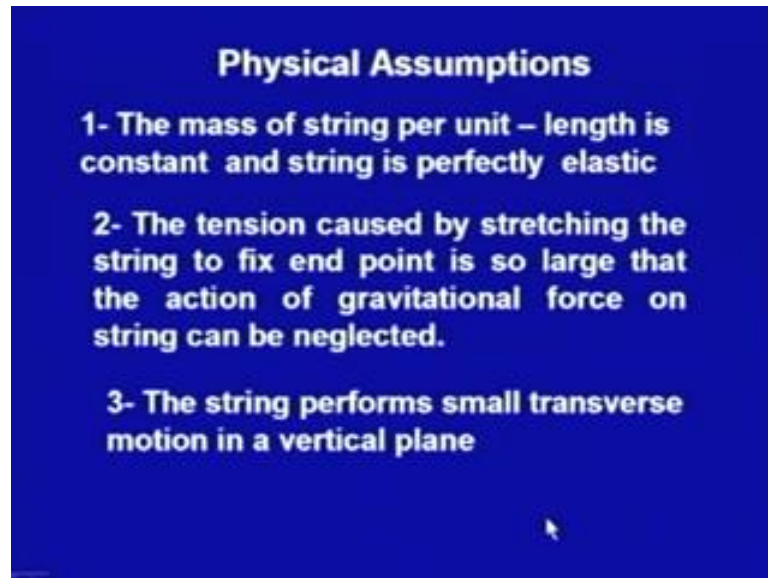 Physical Assumptions
1- The mass of string per unit – length is
constant and string is perfectly elastic
2- The tension caused by stretching the
string to fix end point is so large that
the action of gravitational force on
string can be neglected.
3- The string performs small transverse
motion in a vertical plane